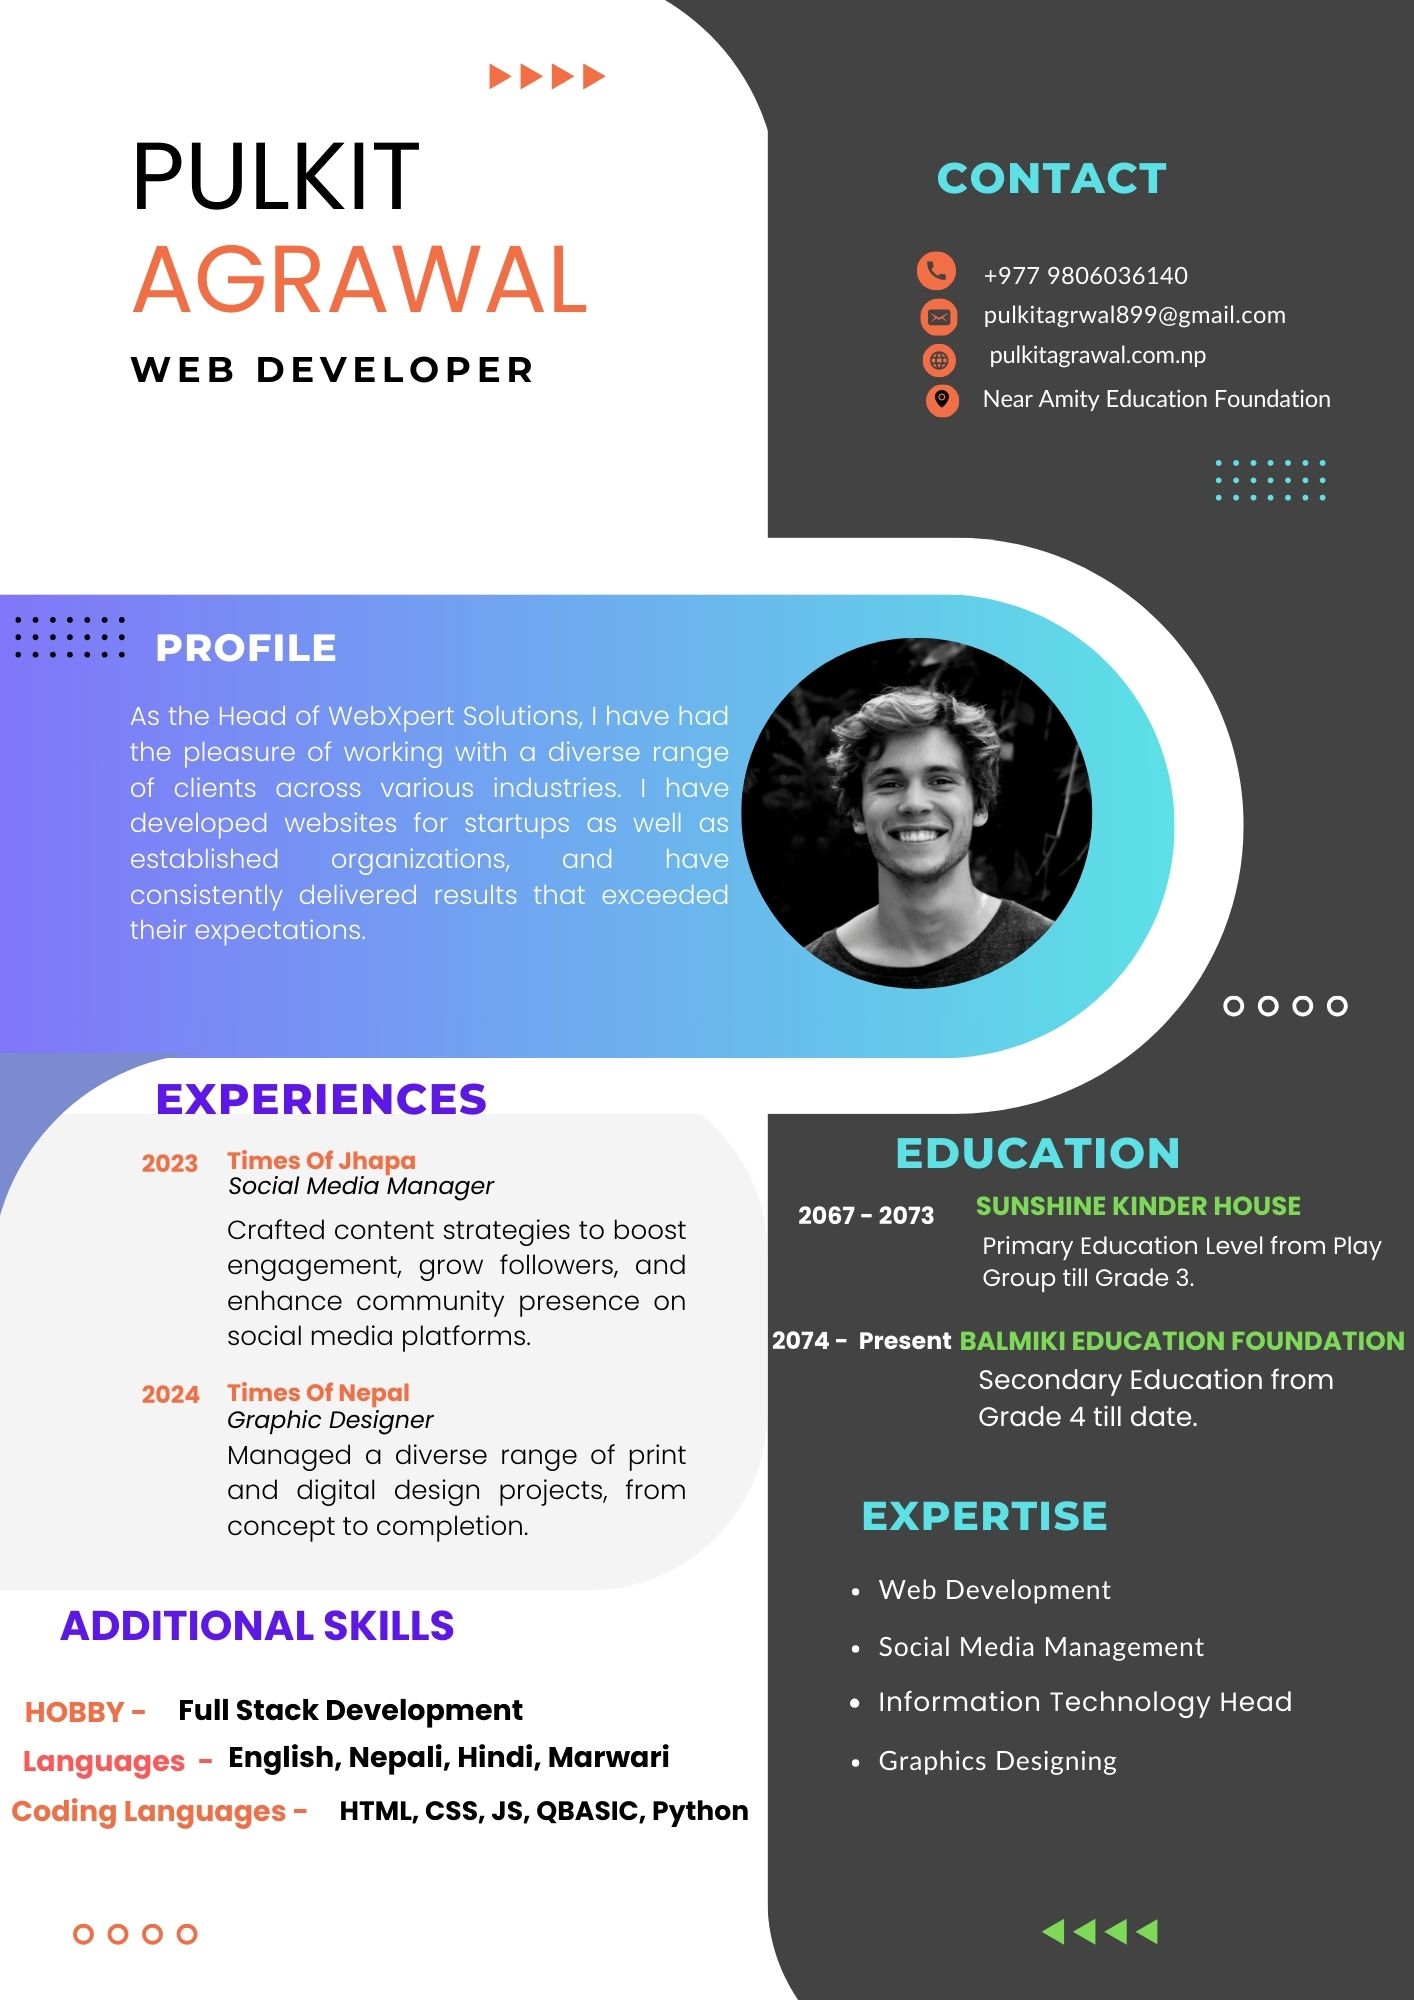 PULKIT
AGRAWAL
WEB DEVELOPER
CONTACT
+977 9806036140
pulkitagrwal899@gmail.com
pulkitagrawal.com.np
Near Amity Education Foundation
PROFILE
As the Head of WebXpert Solutions, I have had
the pleasure of working with a diverse range
of clients across various industries. I have
developed websites for startups as well as
established organizations, and have
consistently delivered results that exceeded
their expectations.
EXPERIENCES
2023 Times Of Jhapa
Social Media Manager
Crafted content strategies to boost
engagement, grow followers, and
enhance community presence on
social media platforms.
2024 Times Of Nepal
Graphic Designer
Managed a diverse range of print
and digital design projects, from
concept to completion.
ADDITIONAL SKILLS
HOBBY - Full Stack Development
Languages - English, Nepali, Hindi, Marwari
Coding Languages - HTML, CSS, JS, QBASIC, Python
EDUCATION
2067 - 2073 SUNSHINE KINDER HOUSE
Primary Education Level from Play
Group till Grade 3.
2074 - Present BALMIKI EDUCATION FOUNDATION
Secondary Education from
Grade 4 till date.
EXPERTISE
• Web Development
• Social Media Management
• Information Technology Head
• Graphics Designing